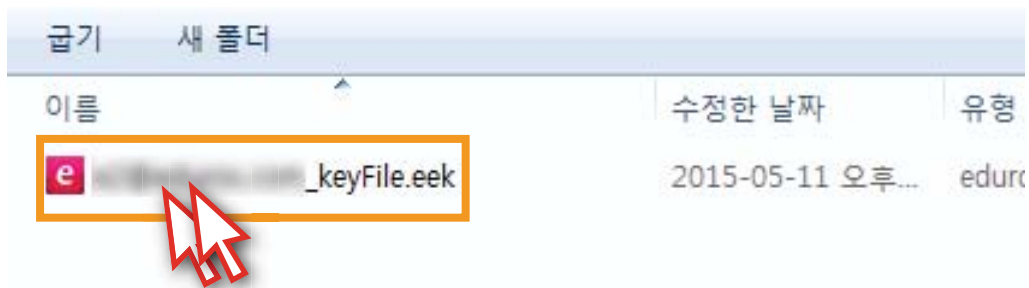 굽기 새 폴더
이름 수정한 날짜 유형
e _keyFile.eek 2015-05-11 오후... edurc